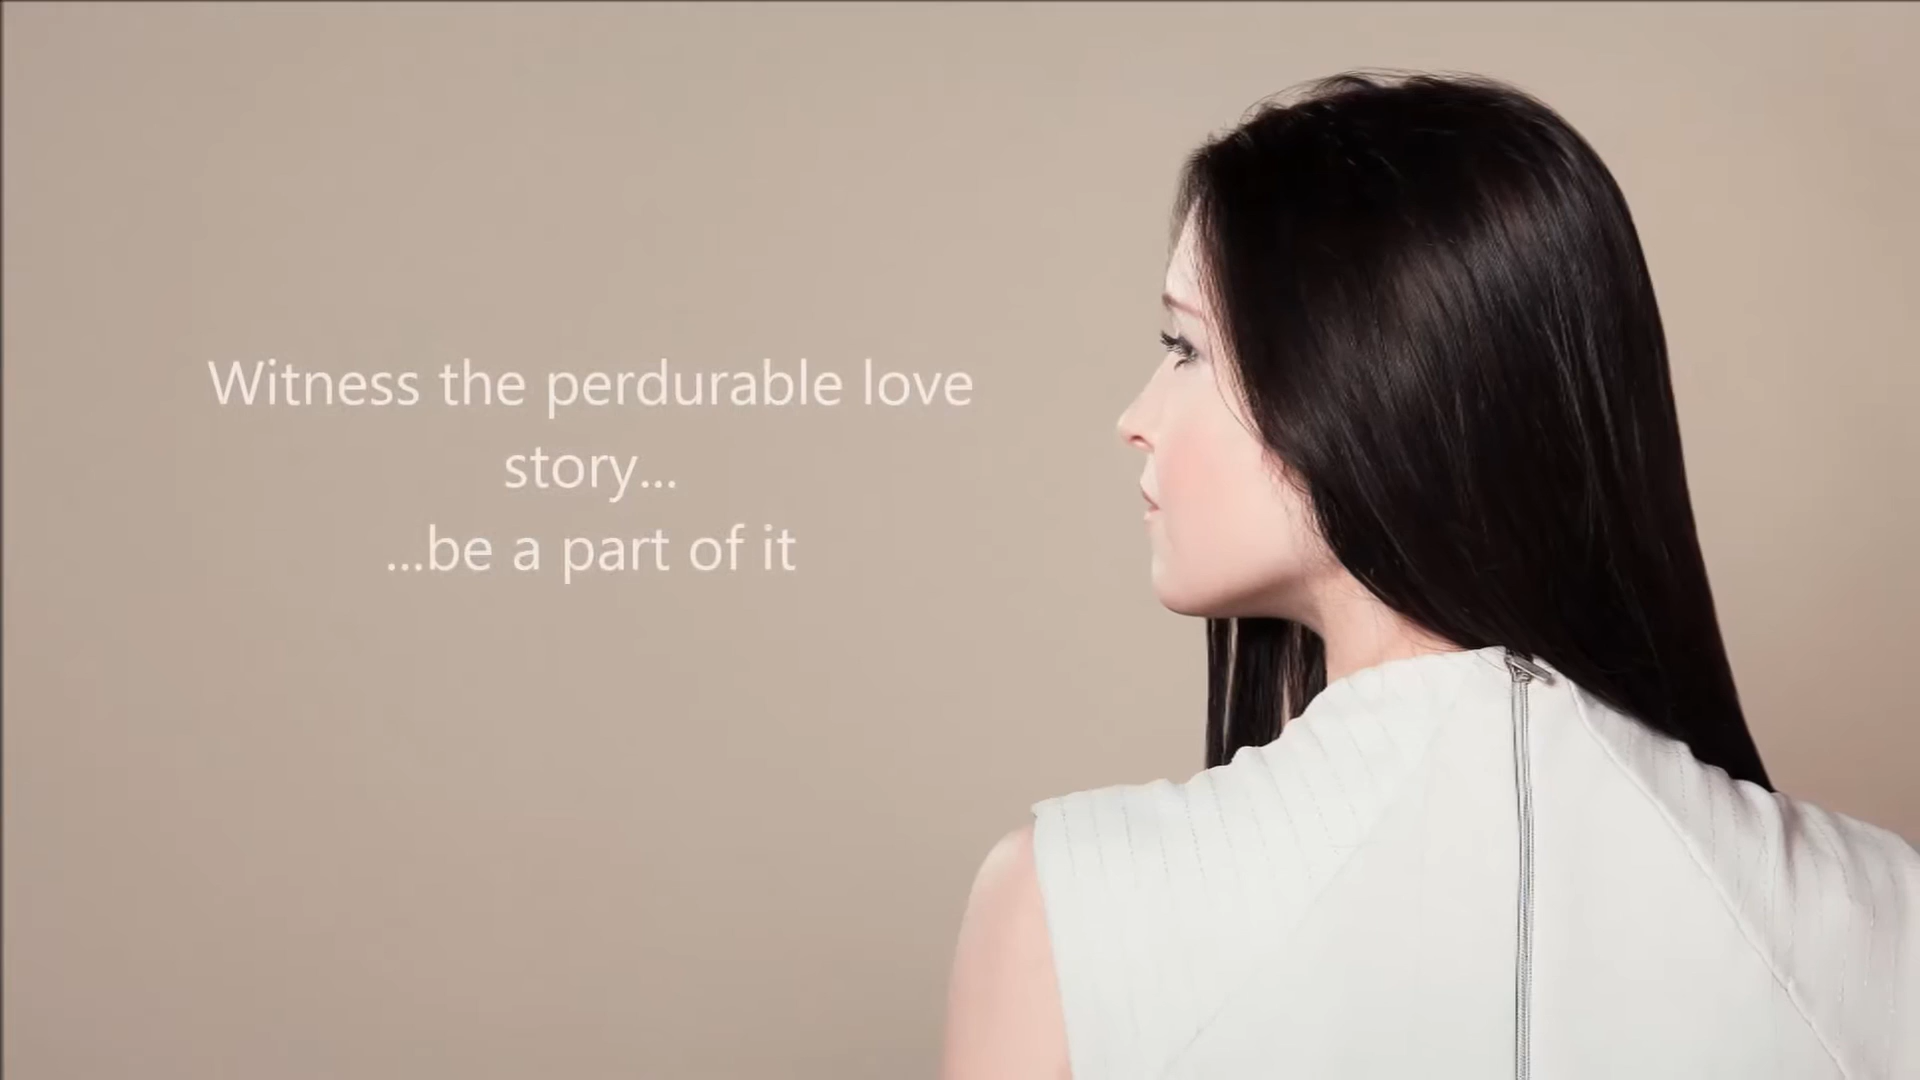 Witness the perdurable love
story...
...be a part of it